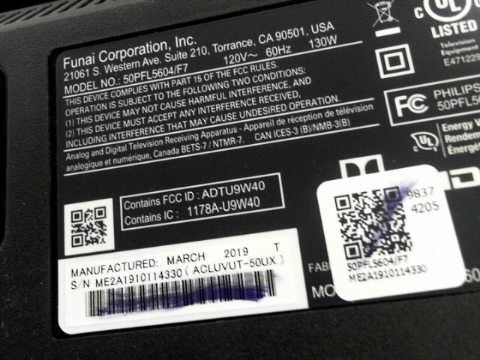 Funai Corporation, Inc.
21061 S. Western Ave. Suite 210, Torrance, CA 90501, USA
MODEL NO.: 50PFL5604/F7 120V~ 60Hz 130W
THIS DEVICE COMPLIES WITH PART 15 OF THE FCC RULES.
OPERATION IS SUBJECT TO THE FOLLOWING TWO CONDITIONS:
(1) THIS DEVICE MAY NOT CAUSE HARMFUL INTERFERENCE, AND
(2) THIS DEVICE MUST ACCEPT ANY INTERFERENCE RECEIVED,
INCLUDING INTERFERENCE THAT MAY CAUSE UNDESIRED OPERATION.
Analog and Digital Television Receiving Apparatus - Appareil de réception de télévision
analogique et numérique, Canada BETS-7 / NTMR-7. CAN ICES-3 (B)/NMB-3(B)
Contains FCC ID : ADTU9W40
Contains IC : 1178A-U9W40
MANUFACTURED: MARCH 2019 T
S/N ME2A1910114330 (ACLUVUT-50UX)
UL
LISTED
Television
Equipment
E471229
FC
PHILIPS
50PFL5604/F7
UL
Energy
9837
4205
50PFL5604/F7
ME2A1910114330